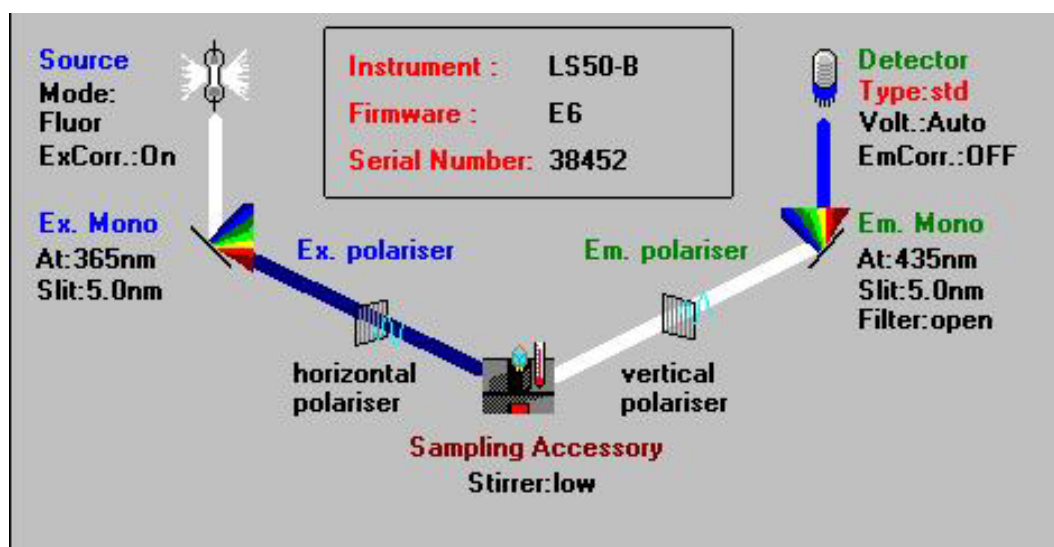 Source
Mode:
Fluor
ExCorr.:On
Instrument : LS50-B
Firmware : E6
Serial Number: 38452
Detector
Type:std
Volt.:Auto
EmCorr.:OFF
Ex. Mono
At:365nm
Slit:5.0nm
Ex. polariser
Em. polariser
Em. Mono
At:435nm
Slit:5.0nm
Filter:open
horizontal
polariser
vertical
polariser
Sampling Accessory
Stirrer:low